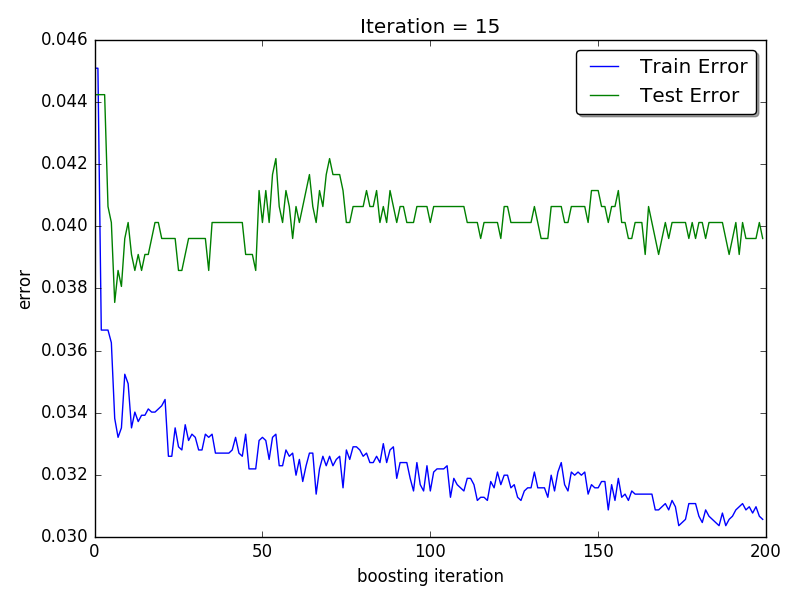 Iteration = 15
Train Error
Test Error
0.046
0.044
0.042
0.040
0.038
0.036
0.034
0.032
0.030
error
0
50
100
150
200
boosting iteration